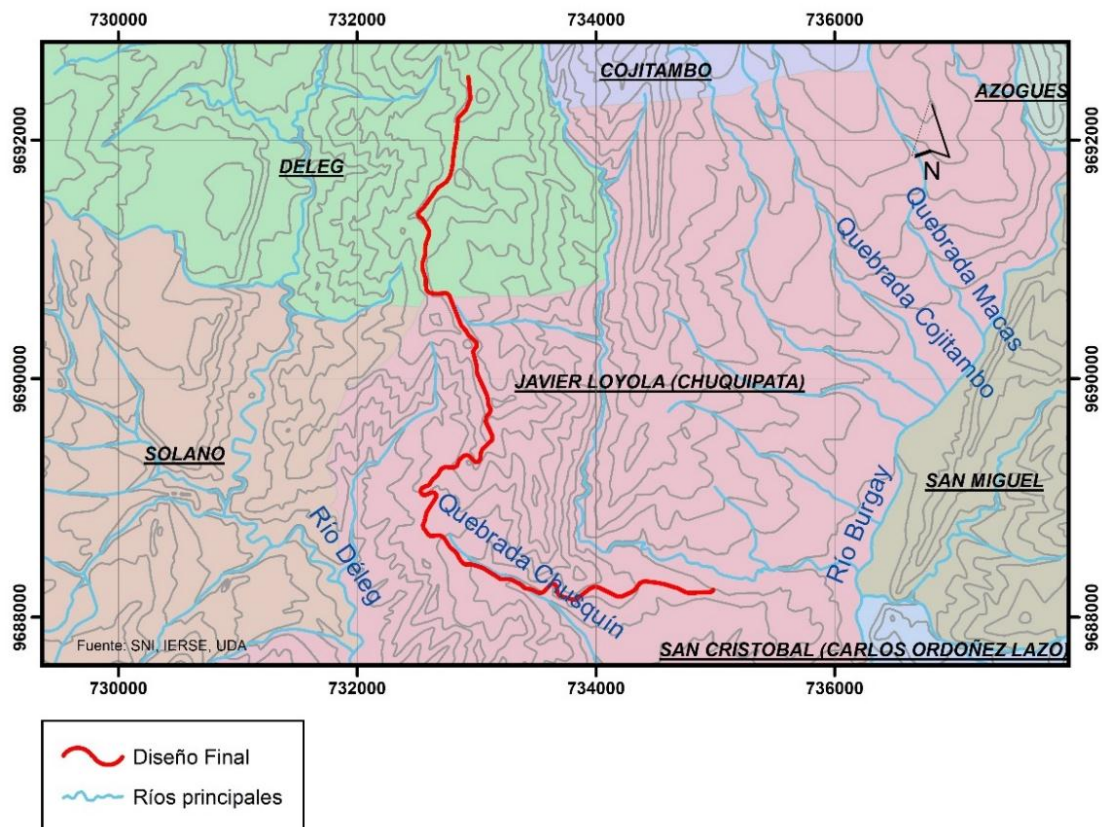 730000
732000
734000
736000
COJITAMBO
AZOGUES
9692000
9692000
DELEG
N
Quebrada Macas
Quebrada Cojitambo
JAVIER LOYOLA (CHUQUIPATA)
9690000
9690000
SOLANO
SAN MIGUEL
Río Déleg
Quebrada Chusquín
Río Burgay
9688000
9688000
Fuente: SNI, IERSE, UDA
SAN CRISTOBAL (CARLOS ORDOÑEZ LAZO)
730000
732000
734000
736000
Diseño Final
Ríos principales